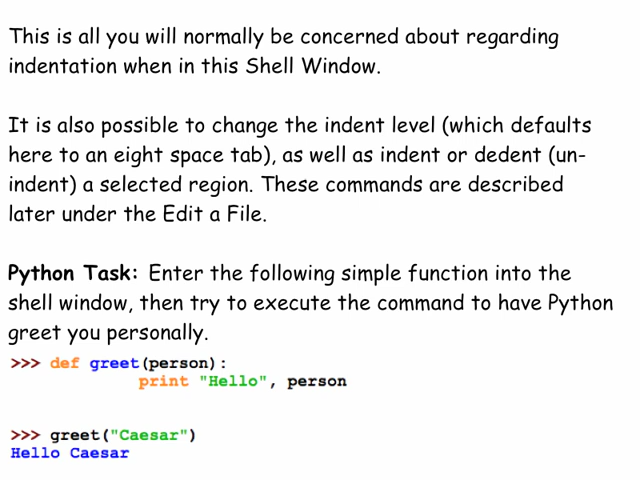 This is all you will normally be concerned about regarding
indentation when in this Shell Window.
It is also possible to change the indent level (which defaults
here to an eight space tab), as well as indent or dedent (un-
indent) a selected region. These commands are described
later under the Edit a File.
Python Task: Enter the following simple function into the
shell window, then try to execute the command to have Python
greet you personally.
>>> def greet(person):
            print "Hello", person
>>> greet("Caesar")
Hello Caesar